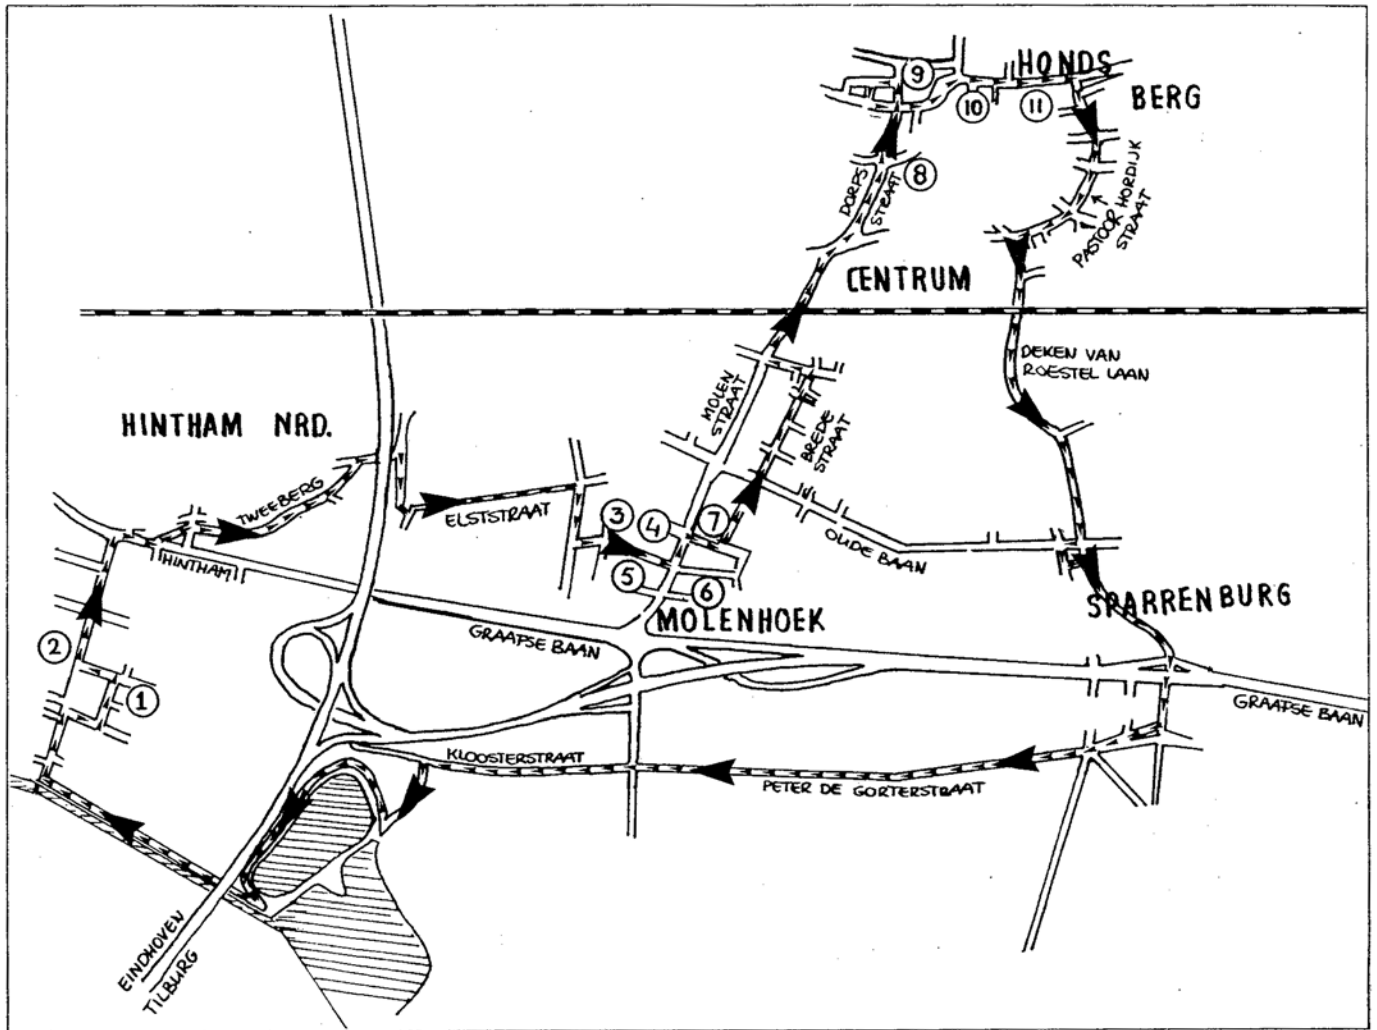 HONDS
BERG
9
10
11
8
DORPS
STRAAT
PASTOOR HORDIJK
STRAAT
CENTRUM
DEKEN VAN
ROESTEL LAAN
MOLEN
STRAAT
BREDE
STRAAT
HINTHAM NRD.
TWEEBERG
ELSTSTRAAT
3
4
7
5
6
HINTHAM
OUDE BAAN
MOLENHOEK
SPARRENBURG
2
1
GRAAFSE BAAN
GRAAFSE BAAN
KLOOSTERSTRAAT
PETER DE GORTERSTRAAT
EINDHOVEN
TILBURG